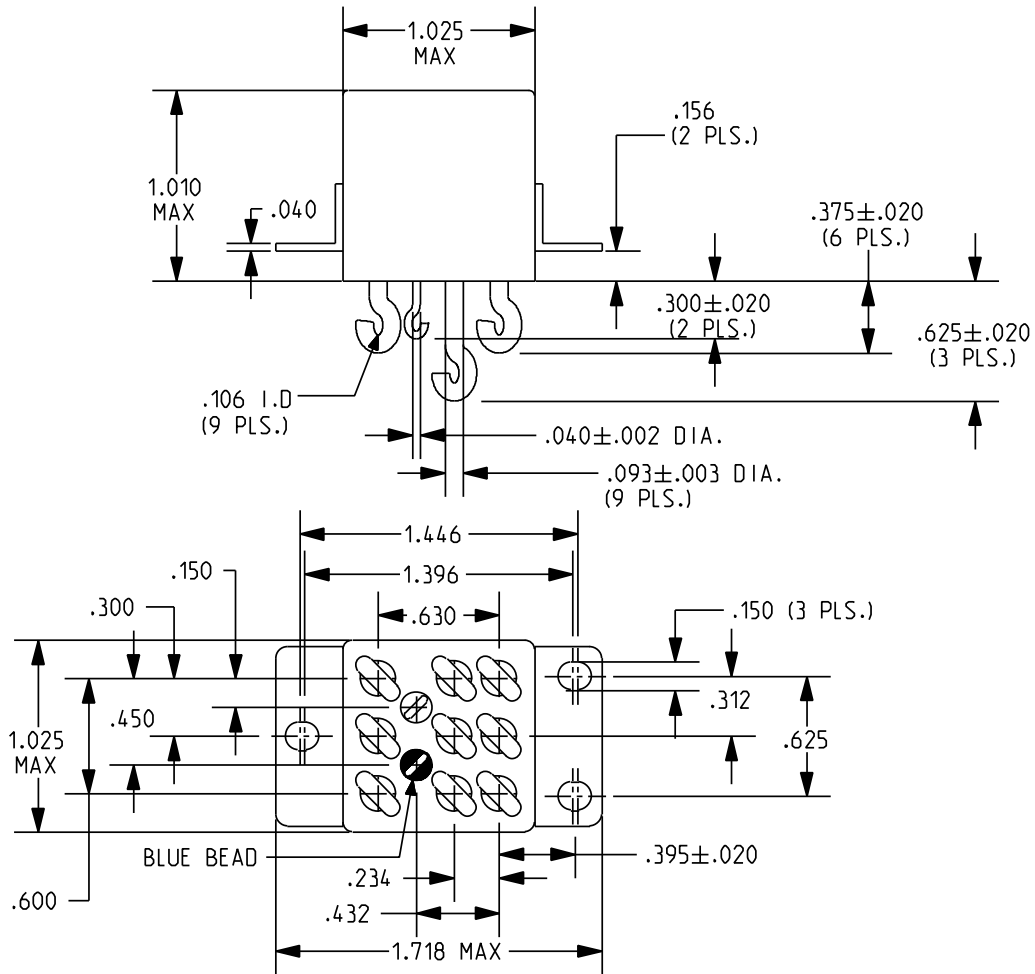 1.025
MAX
.156
(2 PLS.)
1.010
MAX
.040
.375±.020
(6 PLS.)
.300±.020
(2 PLS.)
.625±.020
(3 PLS.)
.106 I.D
(9 PLS.)
.040±.002 DIA.
.093±.003 DIA.
(9 PLS.)
1.446
.150
1.396
.300
.630
.150 (3 PLS.)
.312
.450
1.025
MAX
.625
BLUE BEAD
.395±.020
.234
.600
.432
1.718 MAX